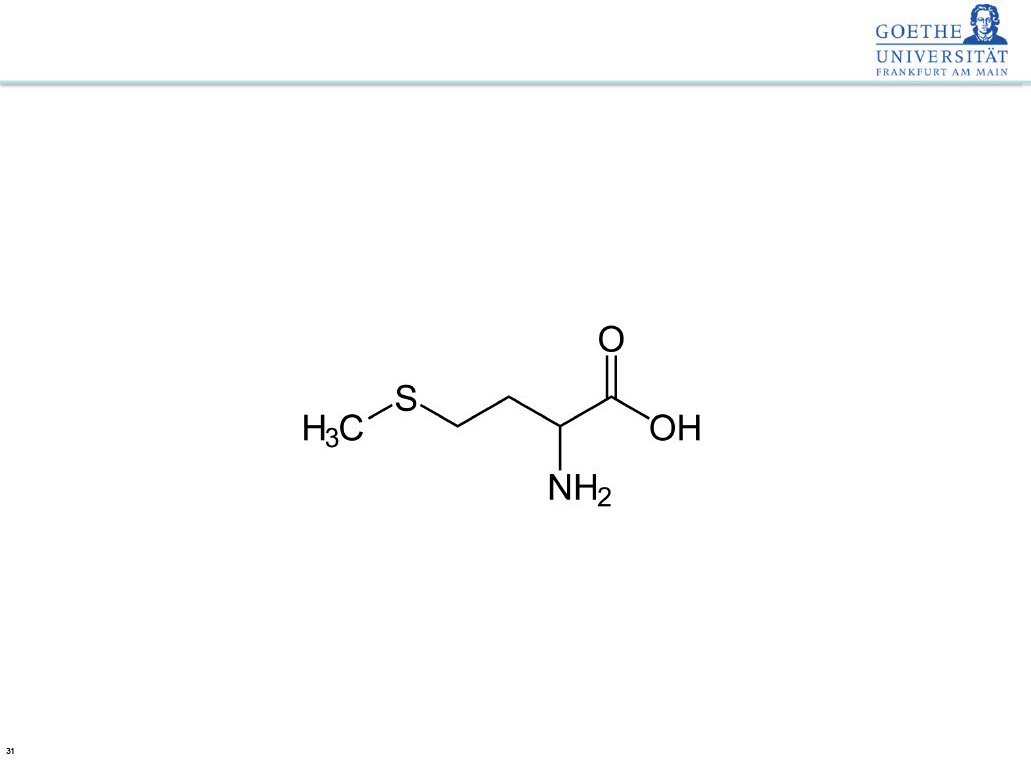 GOETHE
UNIVERSITÄT
FRANKFURT AM MAIN
O
S
H3C
OH
NH2
31